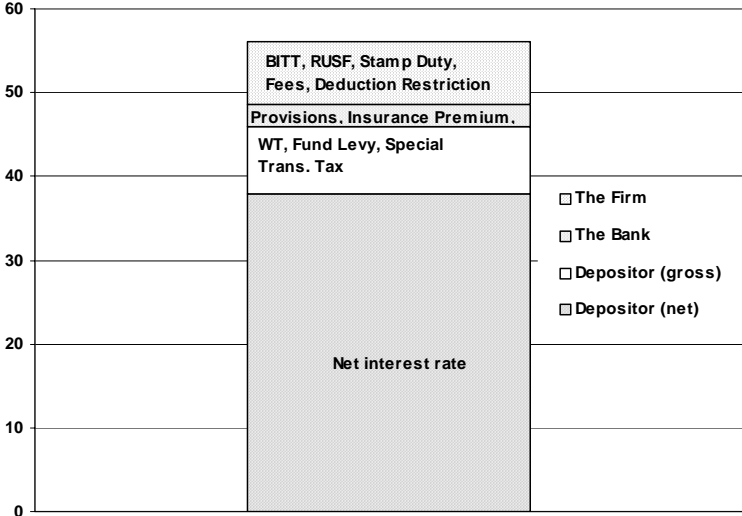 60
50
40
30
20
10
0
BITT, RUSF, Stamp Duty,
Fees, Deduction Restriction
Provisions, Insurance Premium,
WT, Fund Levy, Special
Trans. Tax
Net interest rate
The Firm
The Bank
Depositor (gross)
Depositor (net)